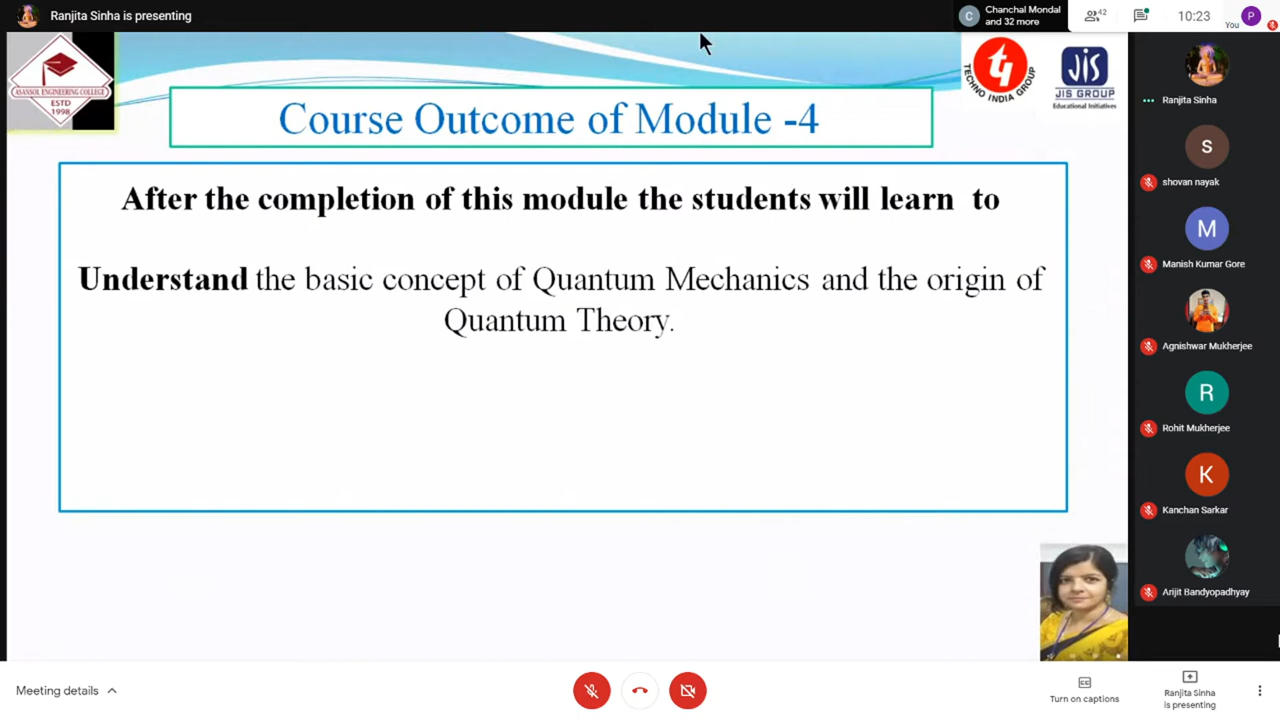 Ranjita Sinha is presenting
C
Chanchal Mondal
and 32 more
42
10:23
You
P
ASANSOL ENGINEERING COLLEGE
ESTD
1998
TECHNO INDIA GROUP
JIS
JIS GROUP
Educational Initiatives
Course Outcome of Module -4
After the completion of this module the students will learn to
Understand the basic concept of Quantum Mechanics and the origin of
Quantum Theory.
Ranjita Sinha
S
shovan nayak
M
Manish Kumar Gore
Agnishwar Mukherjee
R
Rohit Mukherjee
K
Kanchan Sarkar
Arijit Bandyopadhyay
Meeting details
CC
Turn on captions
Ranjita Sinha
is presenting